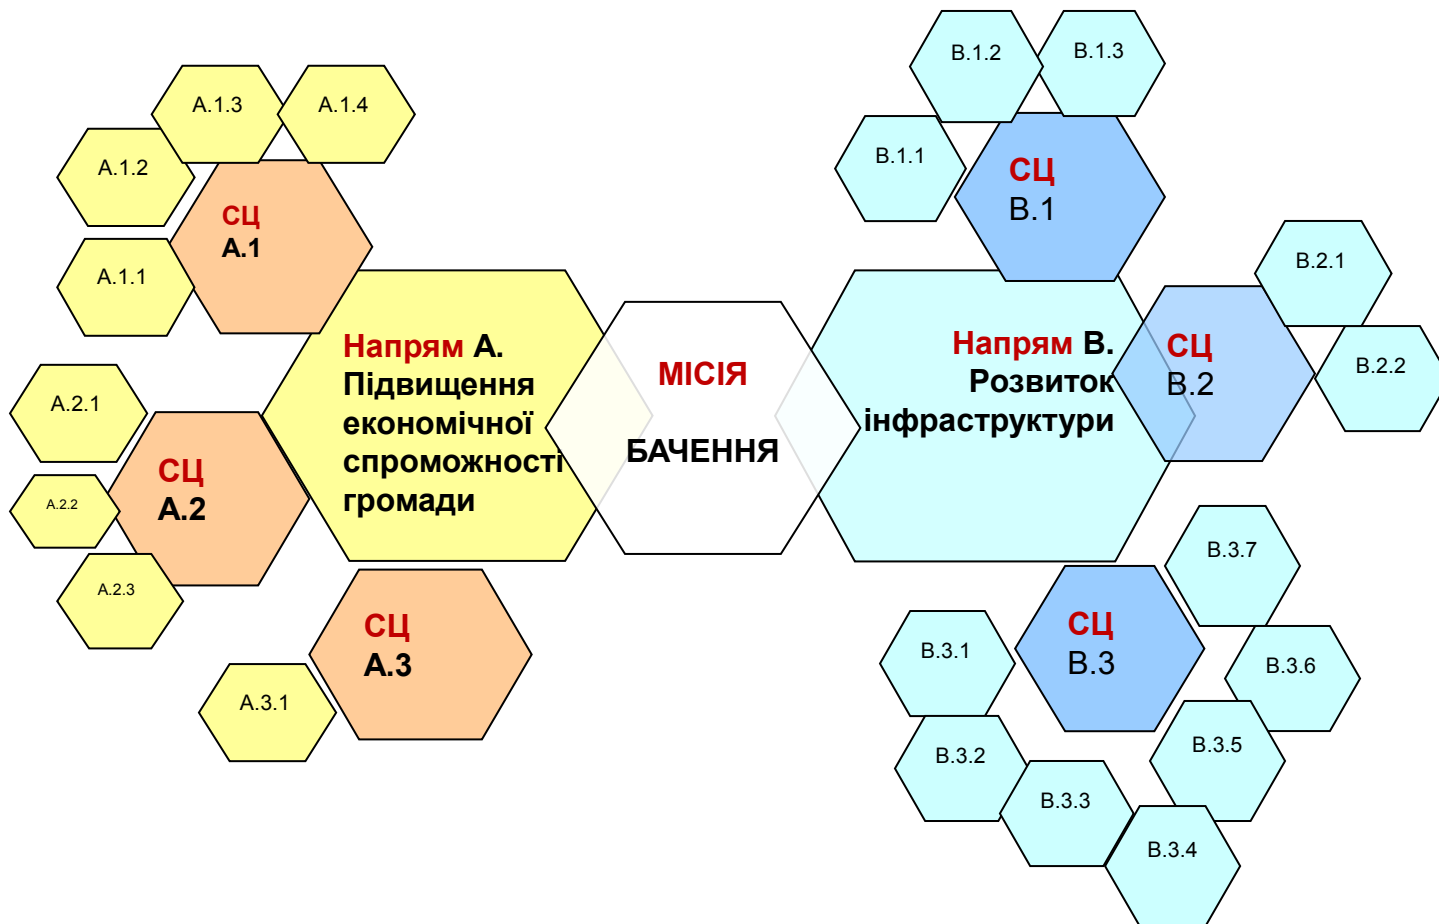 А.1.3
А.1.4
А.1.2
А.1.1
СЦ
А.1
Напрям А.
Підвищення
економічної
спроможності
громади
А.2.1
А.2.2
А.2.3
СЦ
А.2
СЦ
А.3
А.3.1
МІСІЯ
БАЧЕННЯ
В.1.2
В.1.3
В.1.1
СЦ
В.1
Напрям В.
Розвиток
інфраструктури
СЦ
В.2
В.2.1
В.2.2
СЦ
В.3
В.3.7
В.3.1
В.3.6
В.3.2
В.3.5
В.3.3
В.3.4